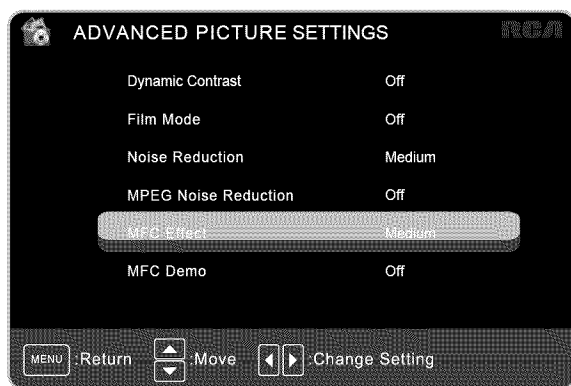 ADVANCED PICTURE SETTINGS RCA
Dynamic Contrast Off
Film Mode Off
Noise Reduction Medium
MPEG Noise Reduction Off
MFC Effect Medium
MFC Demo Off
MENU :Return :Move :Change Setting